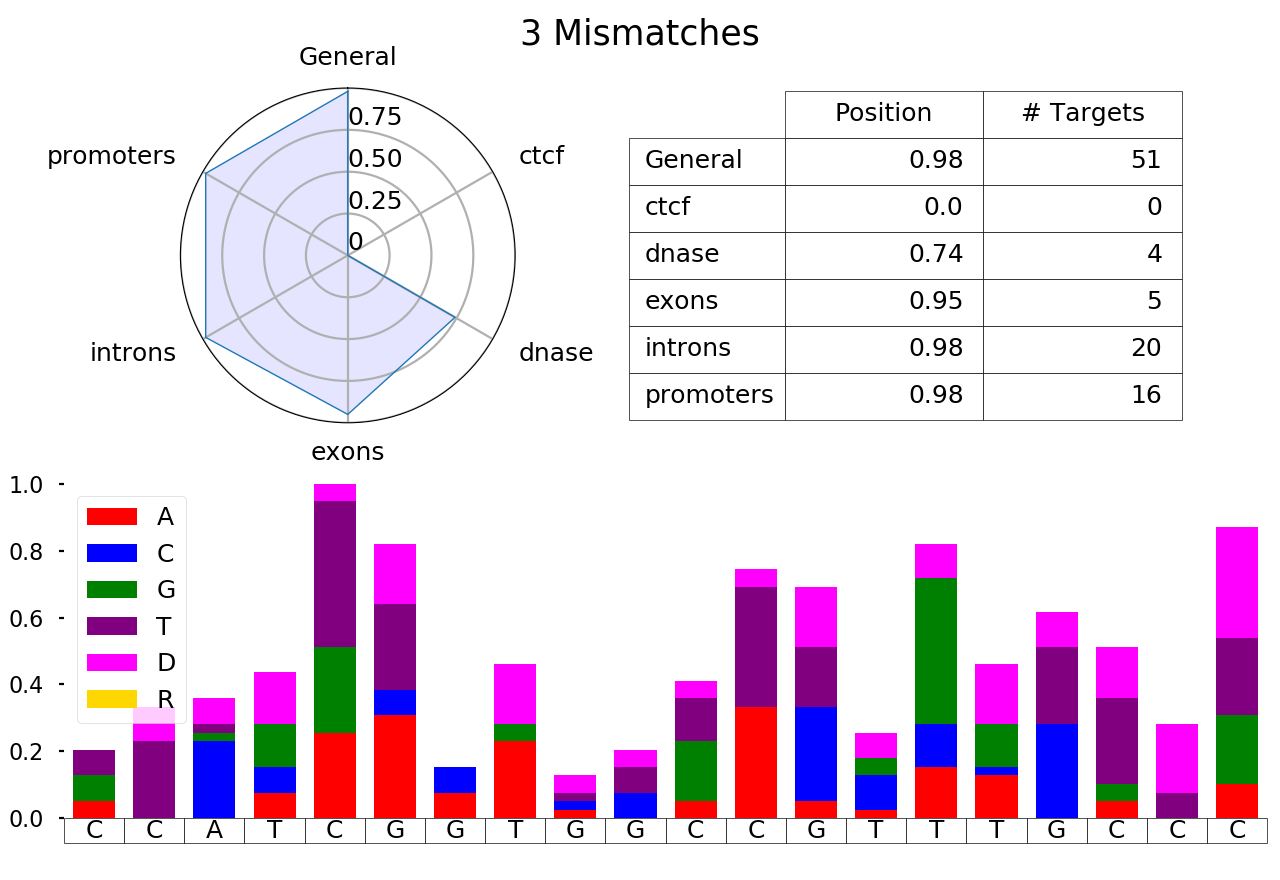 3 Mismatches
General
promoters
ctcf
introns
dnase
exons
0.75
0.50
0.25
0
Position # Targets
General 0.98 51
ctcf 0.0 0
dnase 0.74 4
exons 0.95 5
introns 0.98 20
promoters 0.98 16
1.0
0.8
0.6
0.4
0.2
0.0
A
C
G
T
D
R
C C A T C G G T G G C C G T T T G C C C